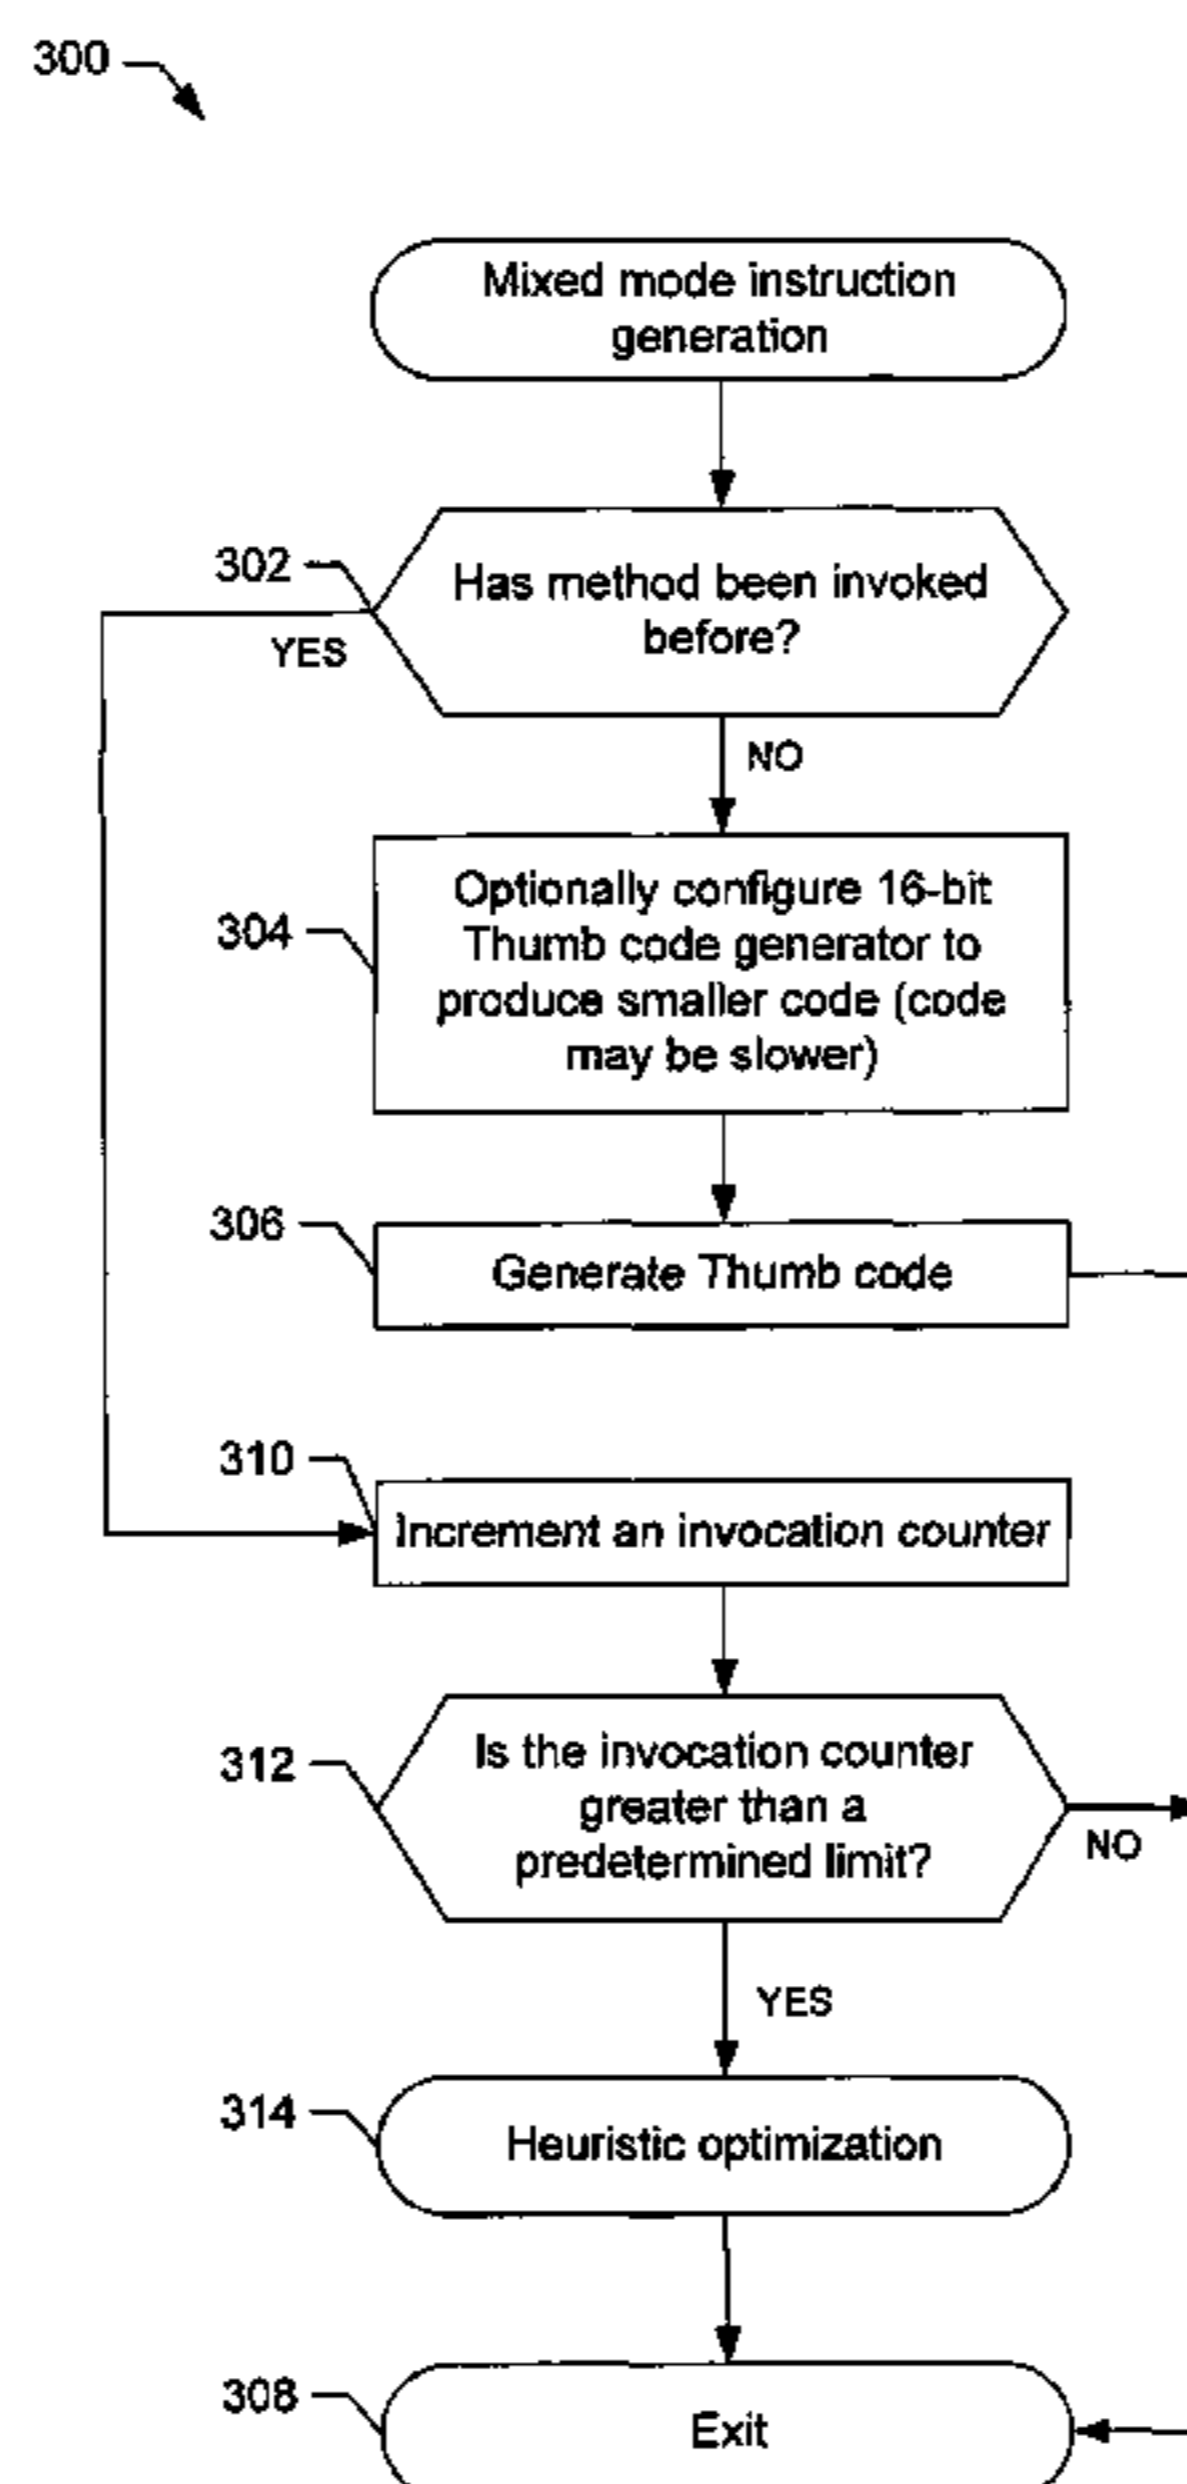 300
Mixed mode instruction
generation
302
Has method been invoked
before?
YES
NO
304
Optionally configure 16-bit
Thumb code generator to
produce smaller code (code
may be slower)
306
Generate Thumb code
310
Increment an invocation counter
312
Is the invocation counter
greater than a
predetermined limit?
NO
YES
314
Heuristic optimization
308
Exit